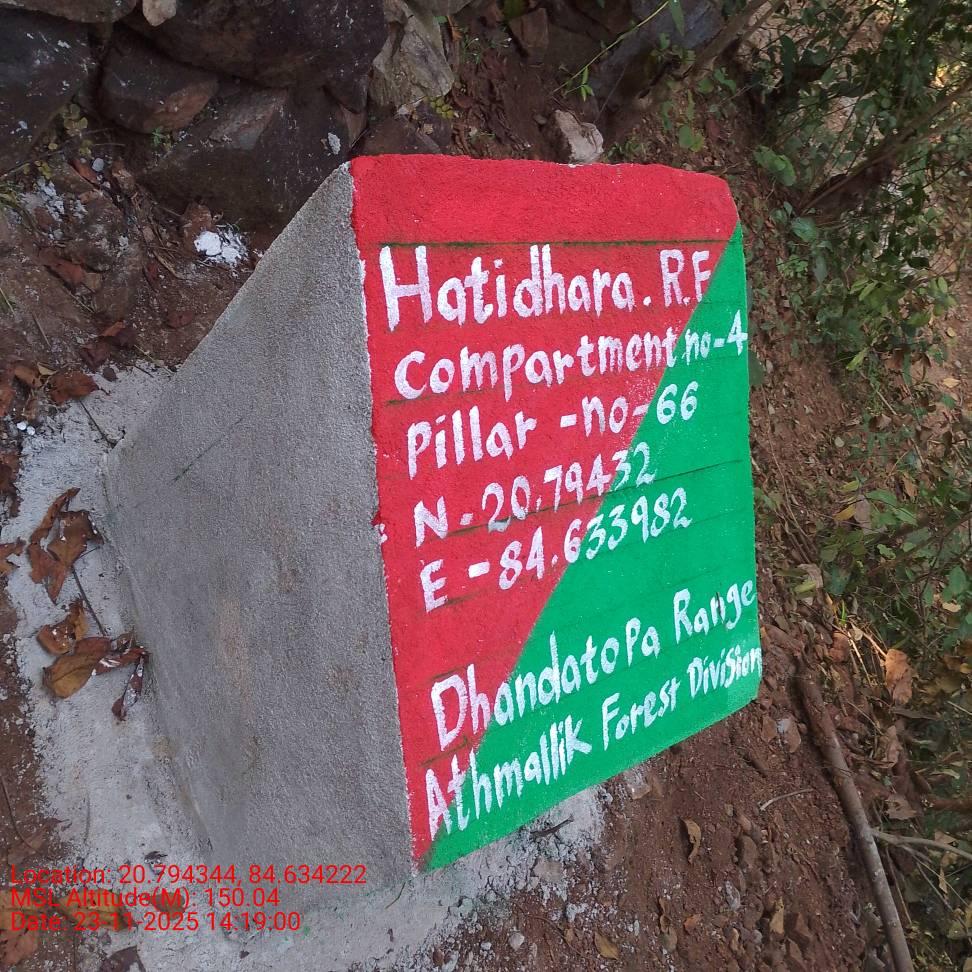 Hatidhara. R.F
Compartment no-4
Pillar -no-66
N-20.79432
E-84.633982
Dhandatopa Range
Athmallik Forest Division
Location: 20.794344, 84.634222
MSL Altitude(M): 150.04
Date: 23-11-2025 14:19:00